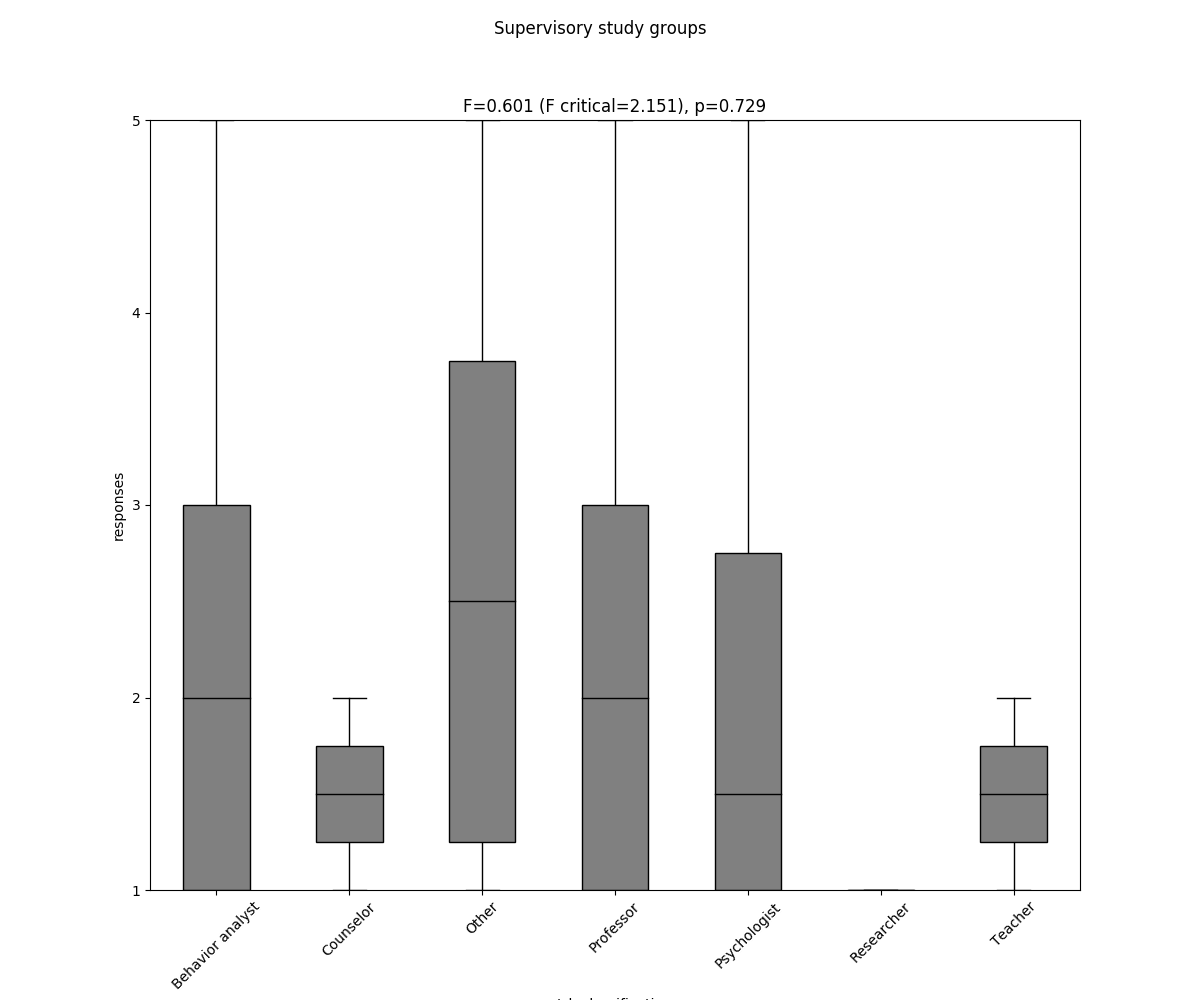 Supervisory study groups
F=0.601 (F critical=2.151), p=0.729
5
4
3
2
1
responses
Behavior analyst
Counselor
Other
Professor
Psychologist
Researcher
Teacher